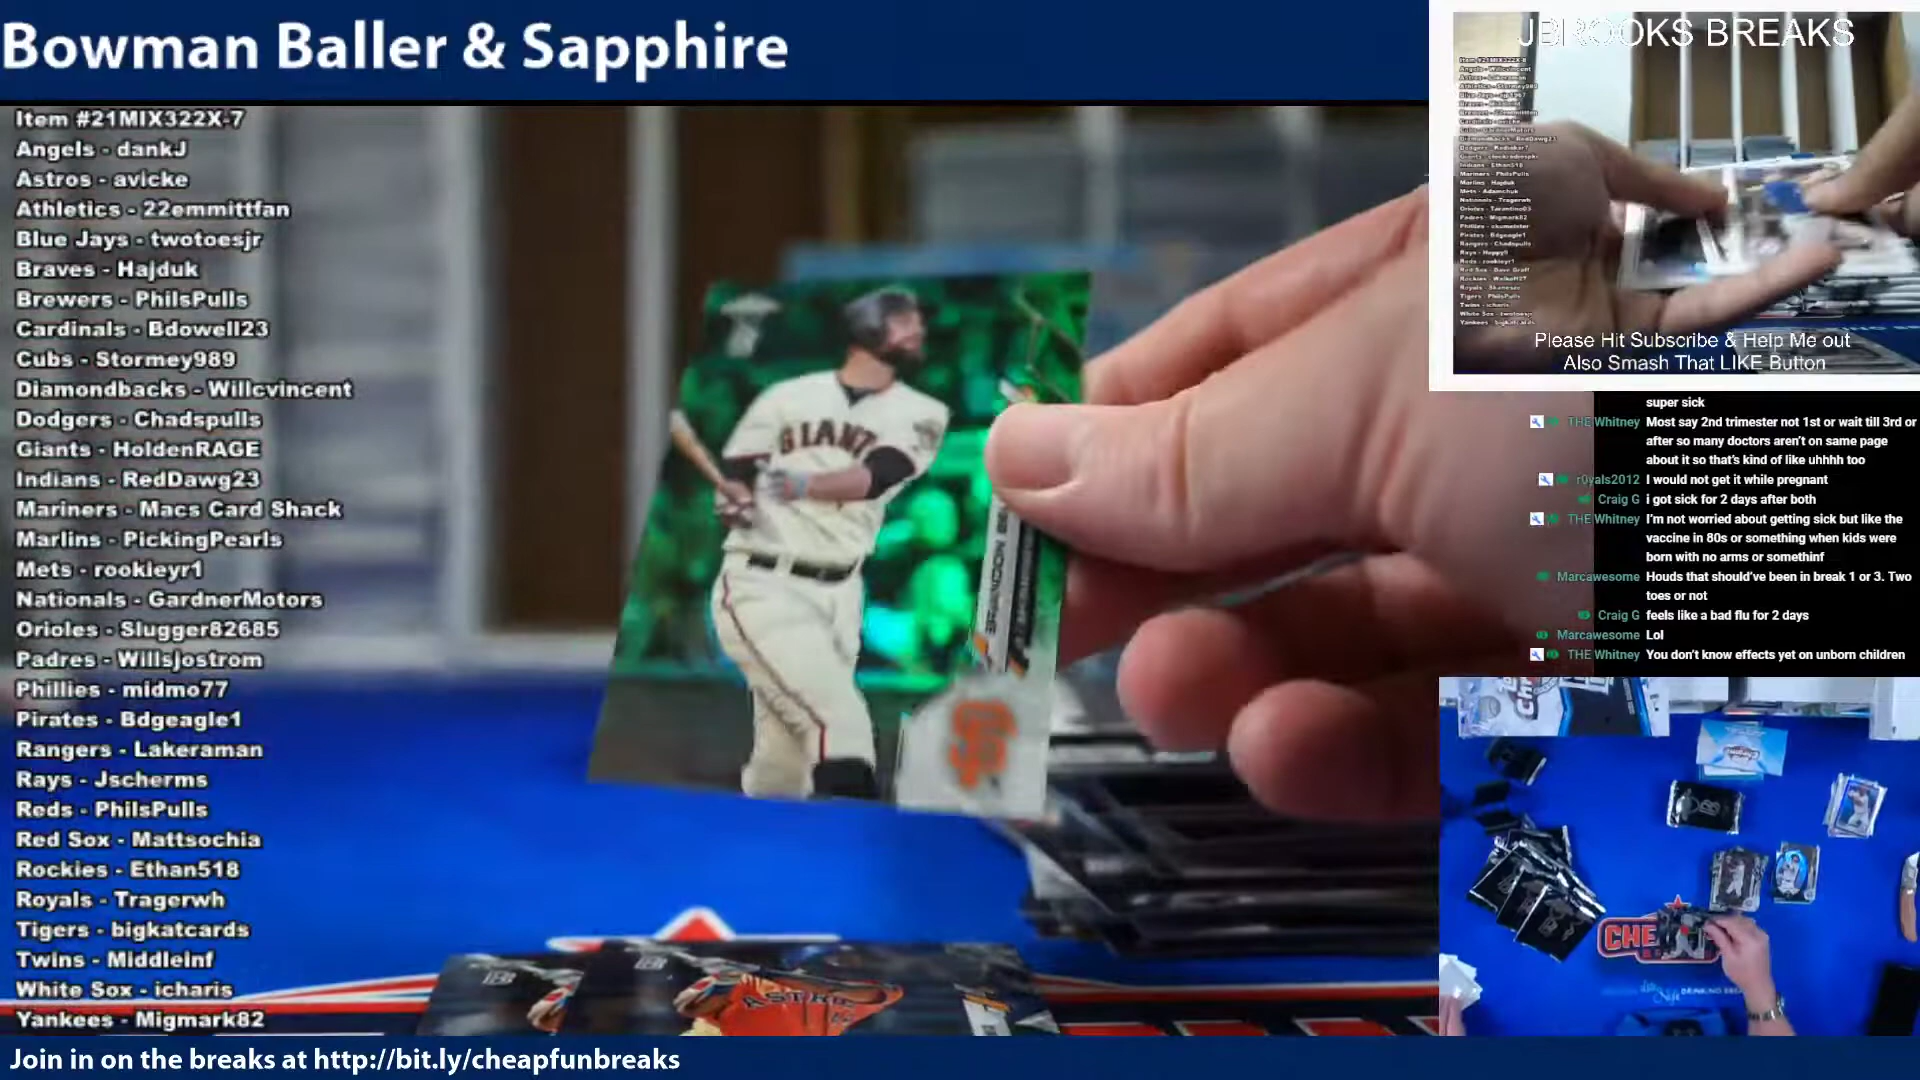 Bowman Baller & Sapphire
Item #21MIX322X-7
Angels - dankJ
Astros - avicke
Athletics - 22emmittfan
Blue Jays - twotoesjr
Braves - Hajduk
Brewers - PhilsPulls
Cardinals - Bdowell23
Cubs - Stormey989
Diamondbacks - Willcvincent
Dodgers - Chadspulls
Giants - HoldenRAGE
Indians - RedDawg23
Mariners - Macs Card Shack
Marlins - PickingPearls
Mets - rookieyr1
Nationals - GardnerMotors
Orioles - Slugger82685
Padres - Willsjostrom
Phillies - midmo77
Pirates - Bdgeagle1
Rangers - Lakeraman
Rays - Jscherms
Reds - PhilsPulls
Red Sox - Mattsochia
Rockies - Ethan518
Royals - Tragerwh
Tigers - bigkatcards
Twins - Middleinf
White Sox - icharis
Yankees - Migmark82
GIANTS
SF
ASTROS
JBROOKS BREAKS
Please Hit Subscribe & Help Me out
Also Smash That LIKE Button
super sick
THE Whitney Most say 2nd trimester not 1st or wait till 3rd or
after so many doctors aren't on same page
about it so that's kind of like uhhhh too
r0yals2012 I would not get it while pregnant
Craig G i got sick for 2 days after both
THE Whitney I'm not worried about getting sick but like the
vaccine in 80s or something when kids were
born with no arms or somethinf
Marcawesome Houds that should've been in break 1 or 3. Two
toes or not
Craig G feels like a bad flu for 2 days
Marcawesome Lol
THE Whitney You don't know effects yet on unborn children
CHE
Join in on the breaks at http://bit.ly/cheapfunbreaks